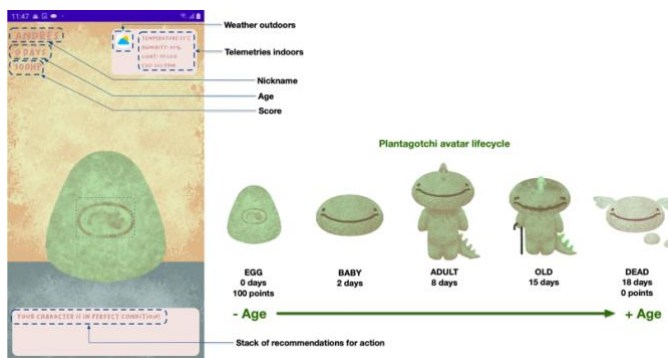 11:47
ANDRES
0 DAYS
100HP
YOUR CHARACTER IS IN PERFECT CONDITION!
Weather outdoors
Telemetries indoors
Nickname
Age
Score
Plantagotchi avatar lifecycle
EGG
0 days
100 points
BABY
2 days
ADULT
8 days
OLD
15 days
DEAD
18 days
0 points
- Age
+ Age
Stack of recommendations for action